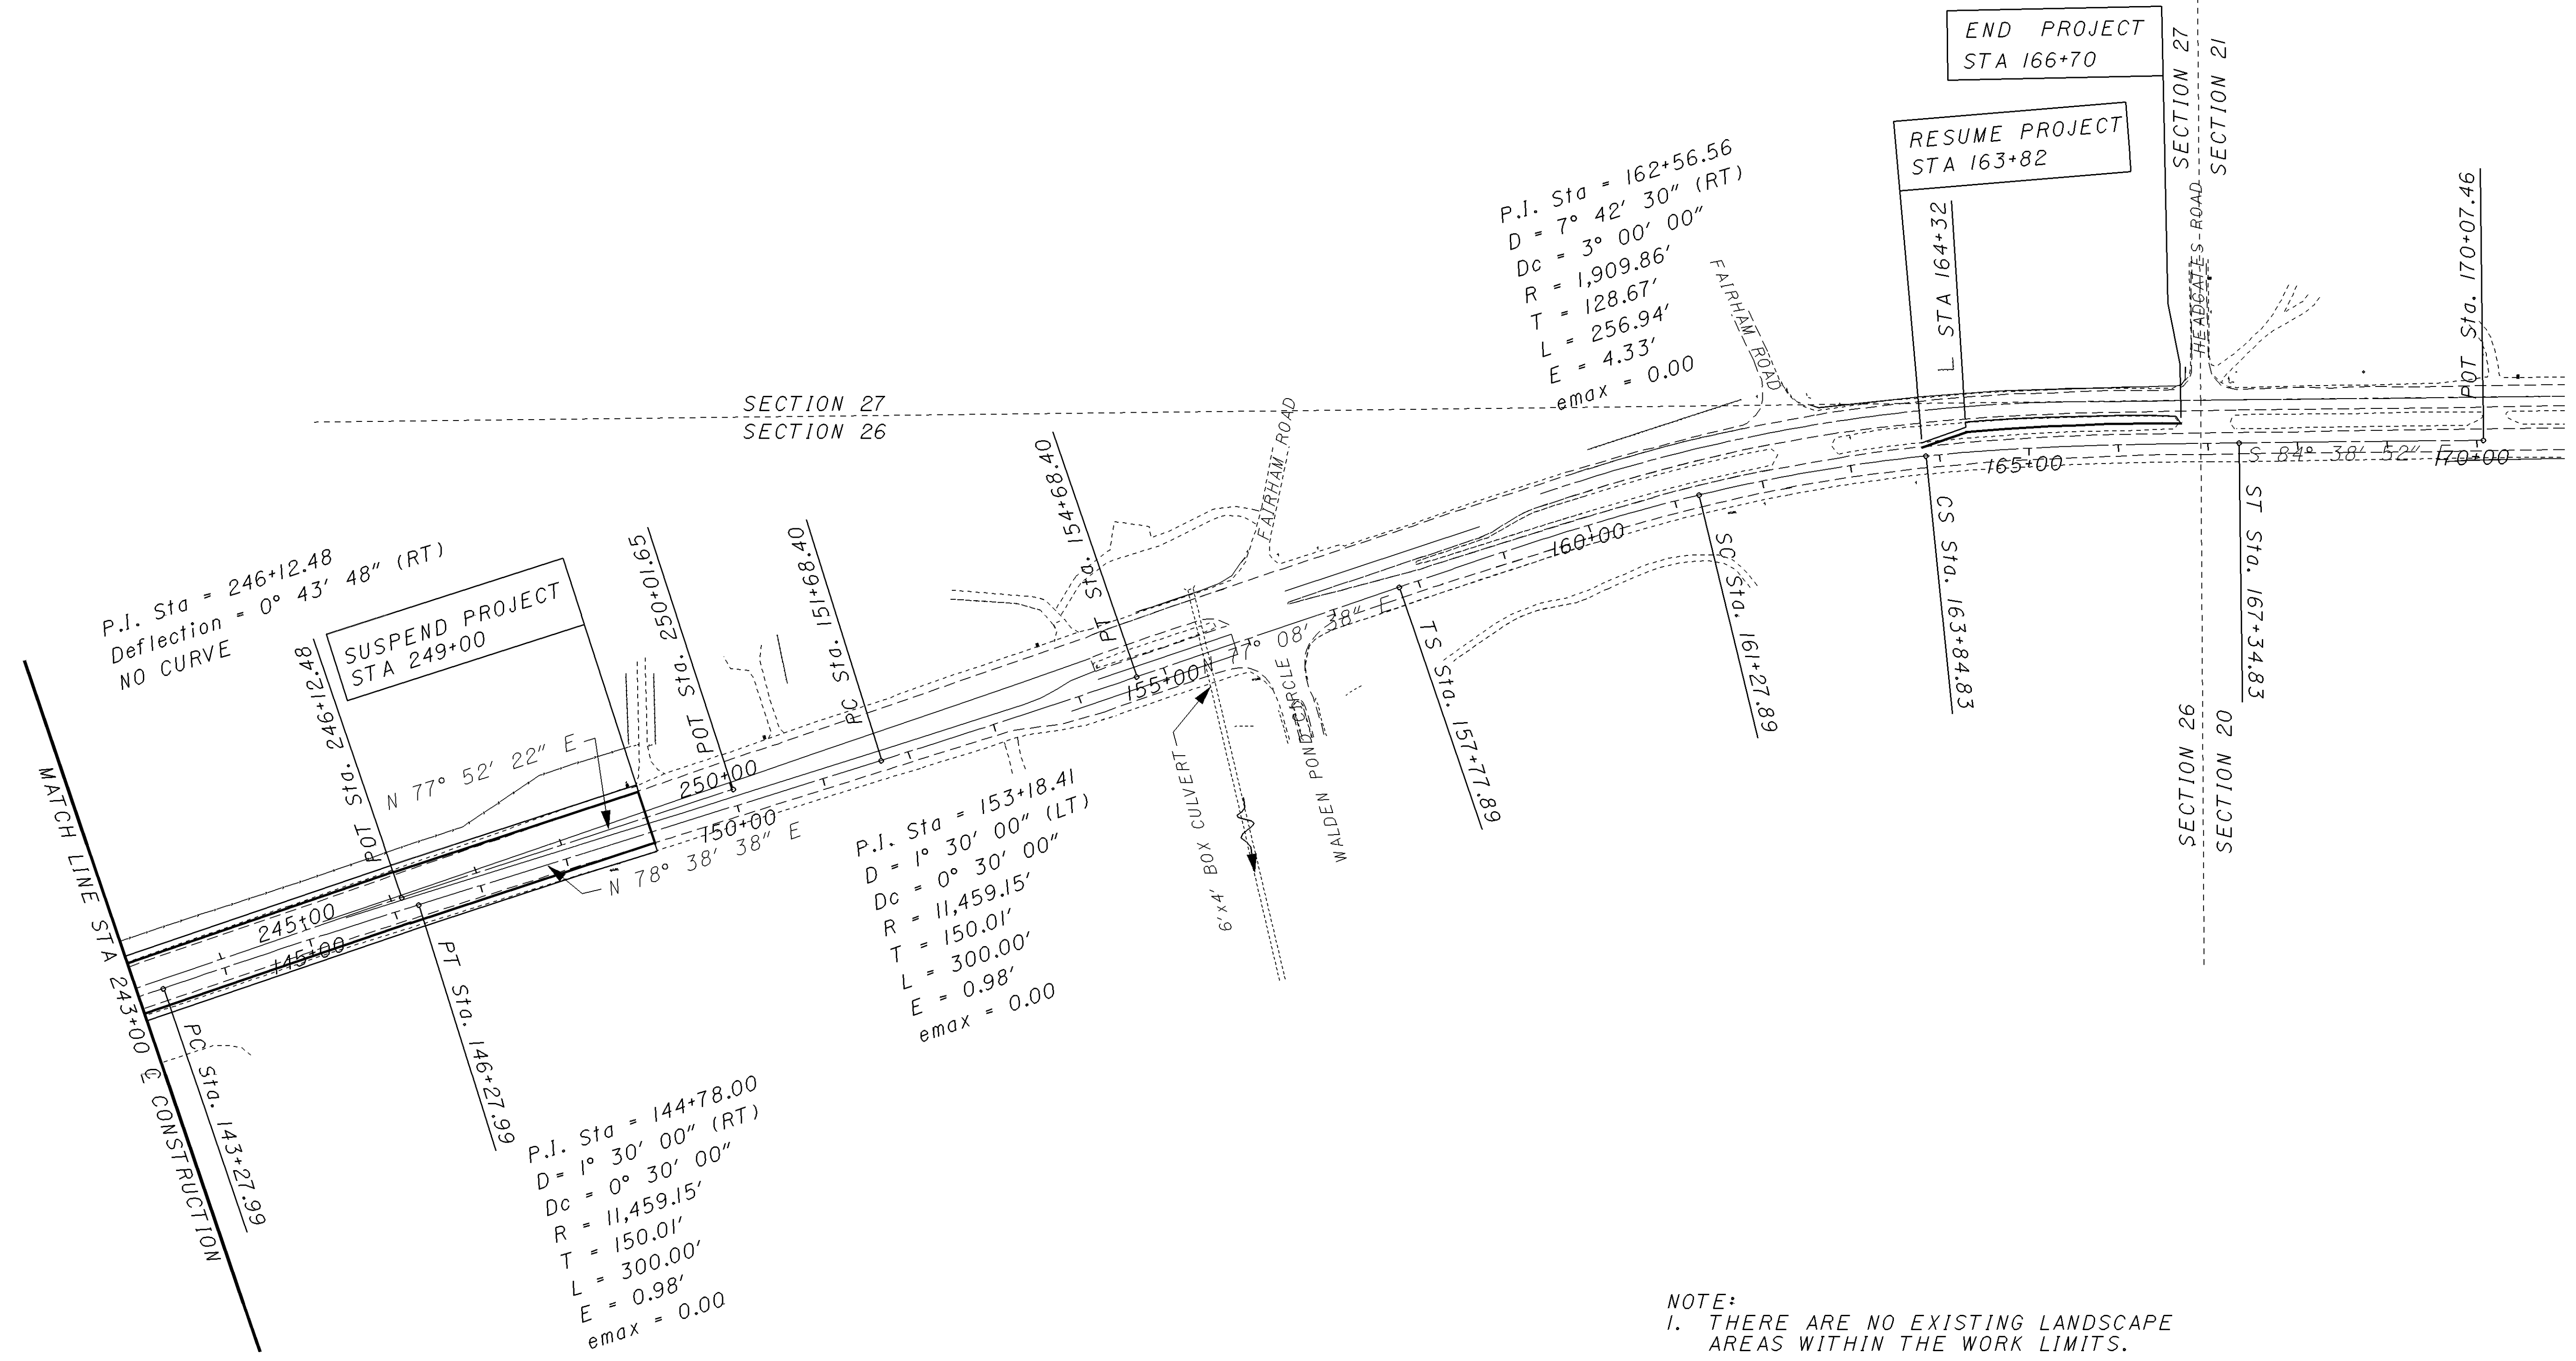 END PROJECT
STA 166+70
SECTION 27
SECTION 21
RESUME PROJECT
STA 163+82
P.I. Sta = 162+56.56
D = 7° 42' 30" (RT)
Dc = 3° 00' 00"
R = 1,909.86'
T = 128.67'
L = 256.94'
E = 4.33'
emax = 0.00
FAIRHAM ROAD
L STA 164+32
HEADGATES ROAD
POT Sta. 170+07.46
SECTION 27
SECTION 26
FAIRHAM ROAD
S 84° 38' 52"
170+00
165+00
160+00
155+00
N 77° 08' 38" E
ST Sta. 167+34.83
CS Sta. 163+84.83
SC Sta. 161+27.89
TS Sta. 157+77.89
PT Sta. 154+68.40
PC Sta. 151+68.40
POT Sta. 250+01.65
P.I. Sta = 246+12.48
Deflection = 0° 43' 48" (RT)
NO CURVE
SUSPEND PROJECT
STA 249+00
POT Sta. 246+12.48
N 77° 52' 22" E
250+00
150+00
N 78° 38' 38" E
245+00
145+00
MATCH LINE STA 243+00 ℄ CONSTRUCTION
PC Sta. 143+27.99
PT Sta. 146+27.99
WALDEN POND CIRCLE
6'x4' BOX CULVERT
SECTION 26
SECTION 20
P.I. Sta = 153+18.41
D = 1° 30' 00" (LT)
Dc = 0° 30' 00"
R = 11,459.15'
T = 150.01'
L = 300.00'
E = 0.98'
emax = 0.00
P.I. Sta = 144+78.00
D= 1° 30' 00" (RT)
Dc = 0° 30' 00"
R = 11,459.15'
T = 150.01'
L = 300.00'
E = 0.98'
emax = 0.00
NOTE:
1. THERE ARE NO EXISTING LANDSCAPE
AREAS WITHIN THE WORK LIMITS.